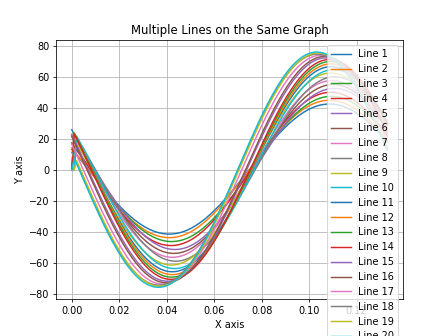 Multiple Lines on the Same Graph
Y axis
80
60
40
20
0
−20
−40
−60
−80
0.00
0.02
0.04
0.06
0.08
0.10
X axis
Line 1
Line 2
Line 3
Line 4
Line 5
Line 6
Line 7
Line 8
Line 9
Line 10
Line 11
Line 12
Line 13
Line 14
Line 15
Line 16
Line 17
Line 18
Line 19
Line 20